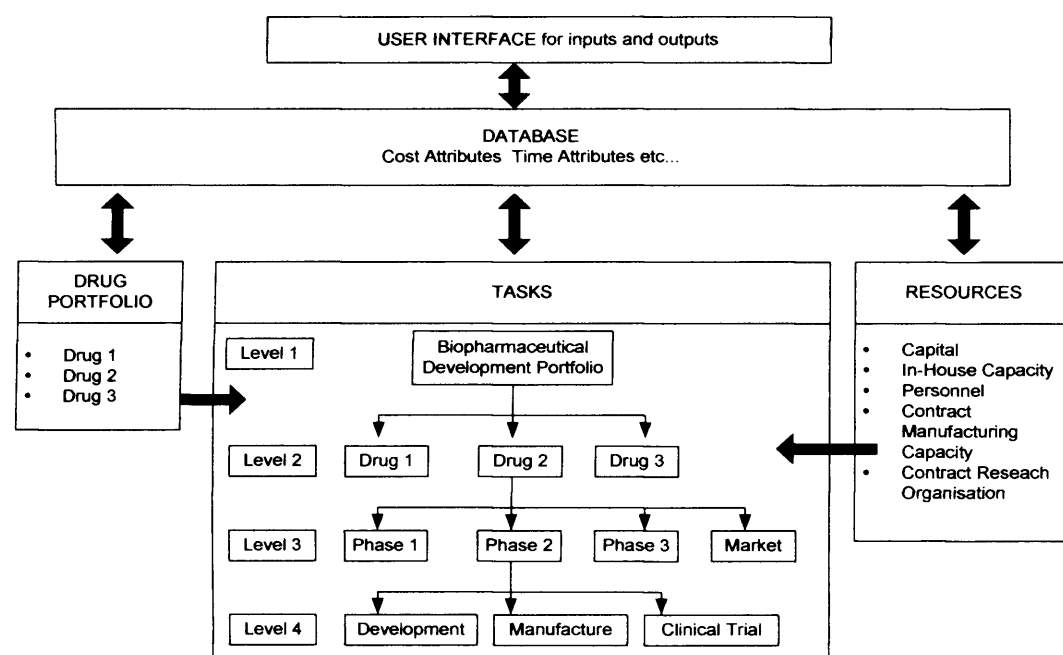 USER INTERFACE for inputs and outputs
DATABASE
Cost Attributes Time Attributes etc...
DRUG
PORTFOLIO
• Drug 1
• Drug 2
• Drug 3
TASKS
Level 1
Biopharmaceutical
Development Portfolio
Level 2
Drug 1
Drug 2
Drug 3
Level 3
Phase 1
Phase 2
Phase 3
Market
Level 4
Development
Manufacture
Clinical Trial
RESOURCES
• Capital
• In-House Capacity
• Personnel
• Contract
Manufacturing
Capacity
• Contract Reseach
Organisation